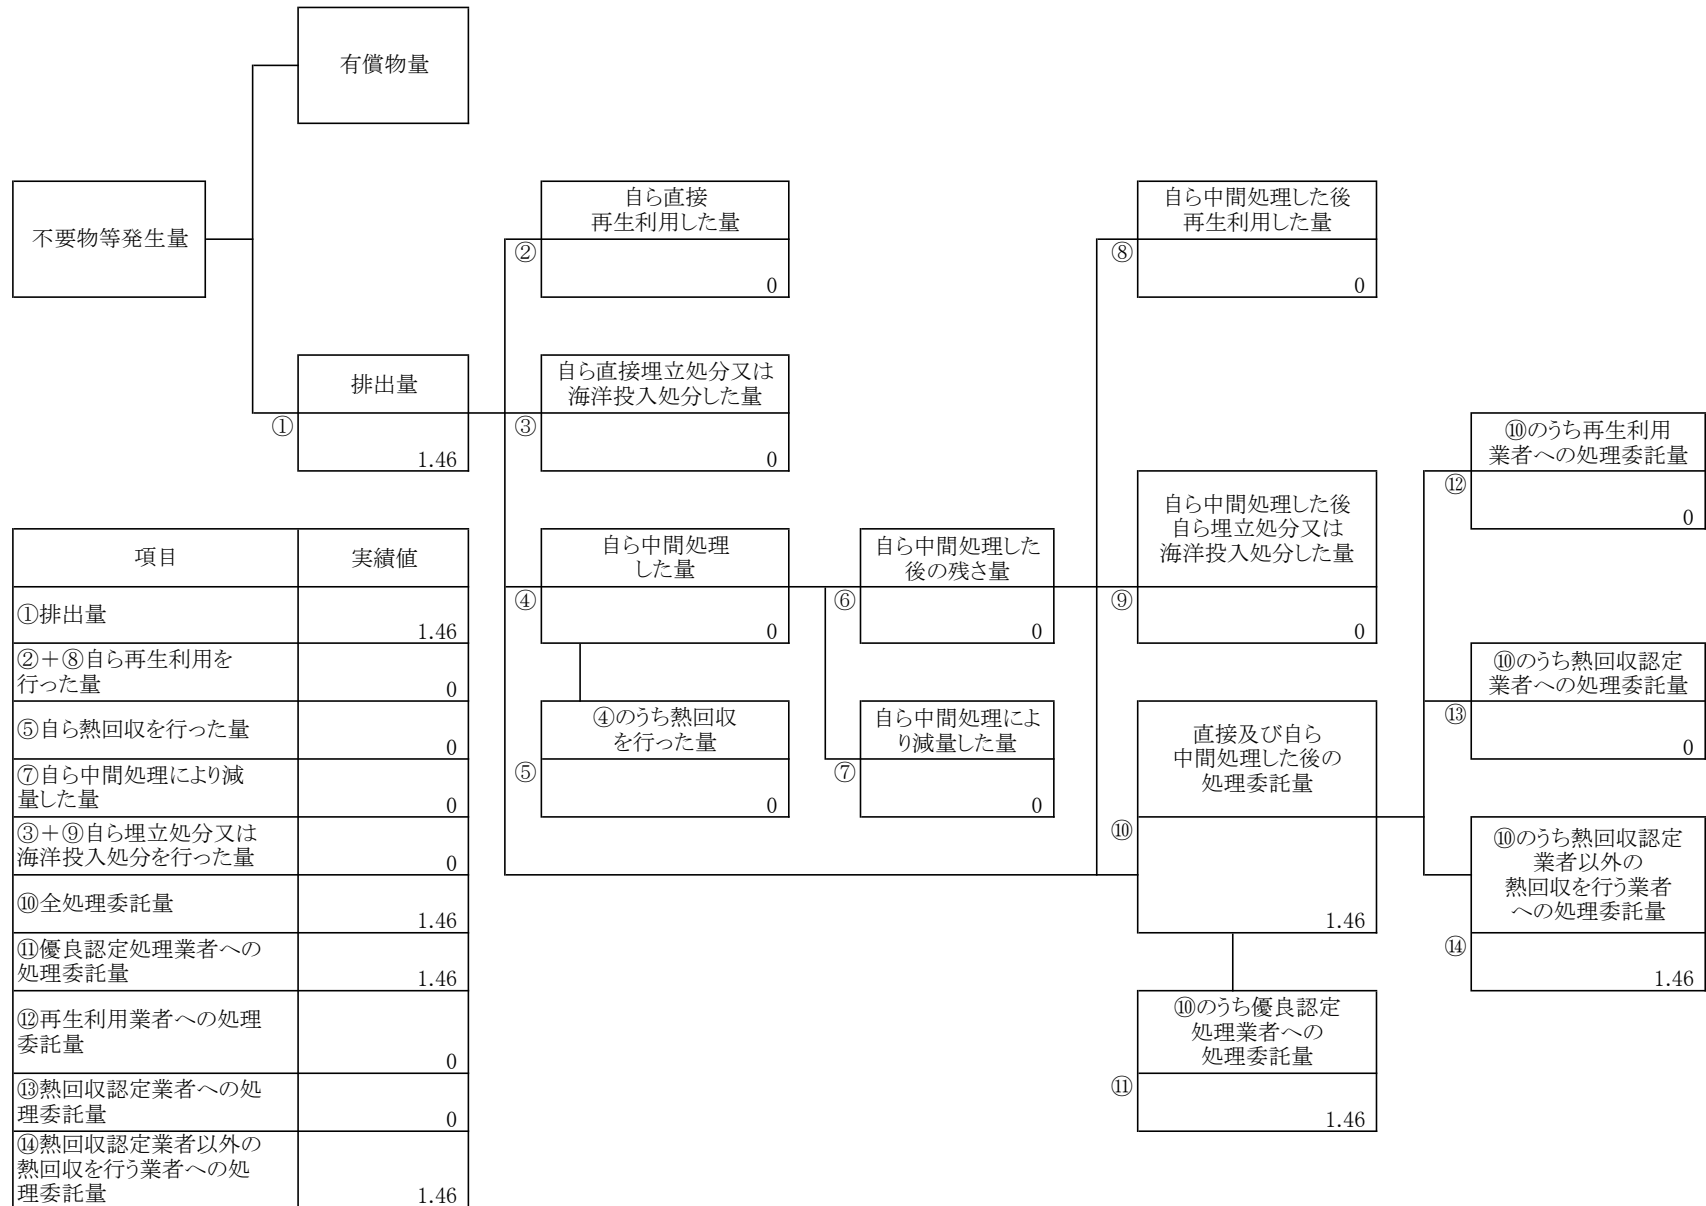 有償物量
不要物等発生量
自ら直接
再生利用した量
②
0
自ら中間処理した後
再生利用した量
⑧
0
排出量
①
1.46
自ら直接埋立処分又は
海洋投入処分した量
③
0
⑩のうち再生利用
業者への処理委託量
⑫
0
自ら中間処理
した量
④
0
自ら中間処理した
後の残さ量
⑥
0
自ら中間処理した後
自ら埋立処分又は
海洋投入処分した量
⑨
0
⑩のうち熱回収認定
業者への処理委託量
⑬
0
④のうち熱回収
を行った量
⑤
0
自ら中間処理によ
り減量した量
⑦
0
直接及び自ら
中間処理した後の
処理委託量
⑩
1.46
⑩のうち熱回収認定
業者以外の
熱回収を行う業者
への処理委託量
⑭
1.46
⑩のうち優良認定
処理業者への
処理委託量
⑪
1.46
項目 実績値
①排出量
1.46
②＋⑧自ら再生利用を
行った量
0
⑤自ら熱回収を行った量
0
⑦自ら中間処理により減
量した量
0
③＋⑨自ら埋立処分又は
海洋投入処分を行った量
0
⑩全処理委託量
1.46
⑪優良認定処理業者への
処理委託量
1.46
⑫再生利用業者への処理
委託量
0
⑬熱回収認定業者への処
理委託量
0
⑭熱回収認定業者以外の
熱回収を行う業者への処
理委託量
1.46